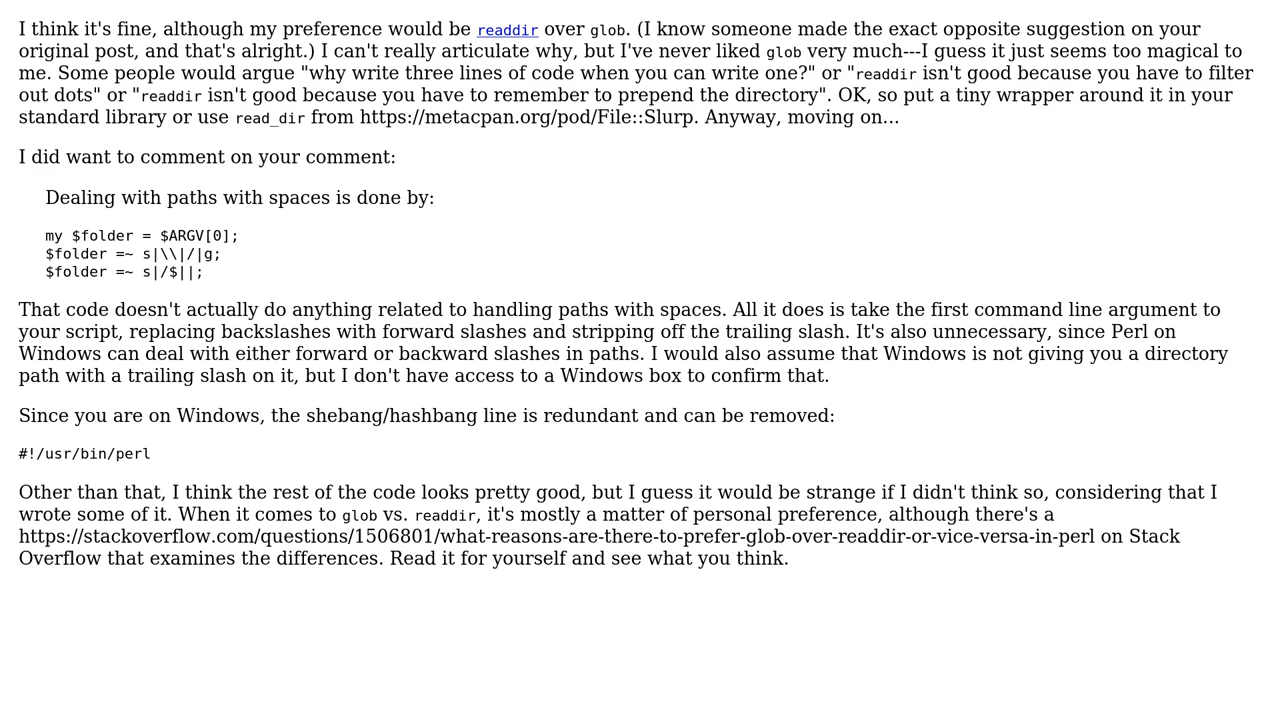 I think it's fine, although my preference would be readdir over glob. (I know someone made the exact opposite suggestion on your
original post, and that's alright.) I can't really articulate why, but I've never liked glob very much---I guess it just seems too magical to
me. Some people would argue "why write three lines of code when you can write one?" or "readdir isn't good because you have to filter
out dots" or "readdir isn't good because you have to remember to prepend the directory". OK, so put a tiny wrapper around it in your
standard library or use read_dir from https://metacpan.org/pod/File::Slurp. Anyway, moving on...
I did want to comment on your comment:
Dealing with paths with spaces is done by:
my $folder = $ARGV[0];
$folder =~ s|\\|/|g;
$folder =~ s|/$||;
That code doesn't actually do anything related to handling paths with spaces. All it does is take the first command line argument to
your script, replacing backslashes with forward slashes and stripping off the trailing slash. It's also unnecessary, since Perl on
Windows can deal with either forward or backward slashes in paths. I would also assume that Windows is not giving you a directory
path with a trailing slash on it, but I don't have access to a Windows box to confirm that.
Since you are on Windows, the shebang/hashbang line is redundant and can be removed:
#!/usr/bin/perl
Other than that, I think the rest of the code looks pretty good, but I guess it would be strange if I didn't think so, considering that I
wrote some of it. When it comes to glob vs. readdir, it's mostly a matter of personal preference, although there's a
https://stackoverflow.com/questions/1506801/what-reasons-are-there-to-prefer-glob-over-readdir-or-vice-versa-in-perl on Stack
Overflow that examines the differences. Read it for yourself and see what you think.